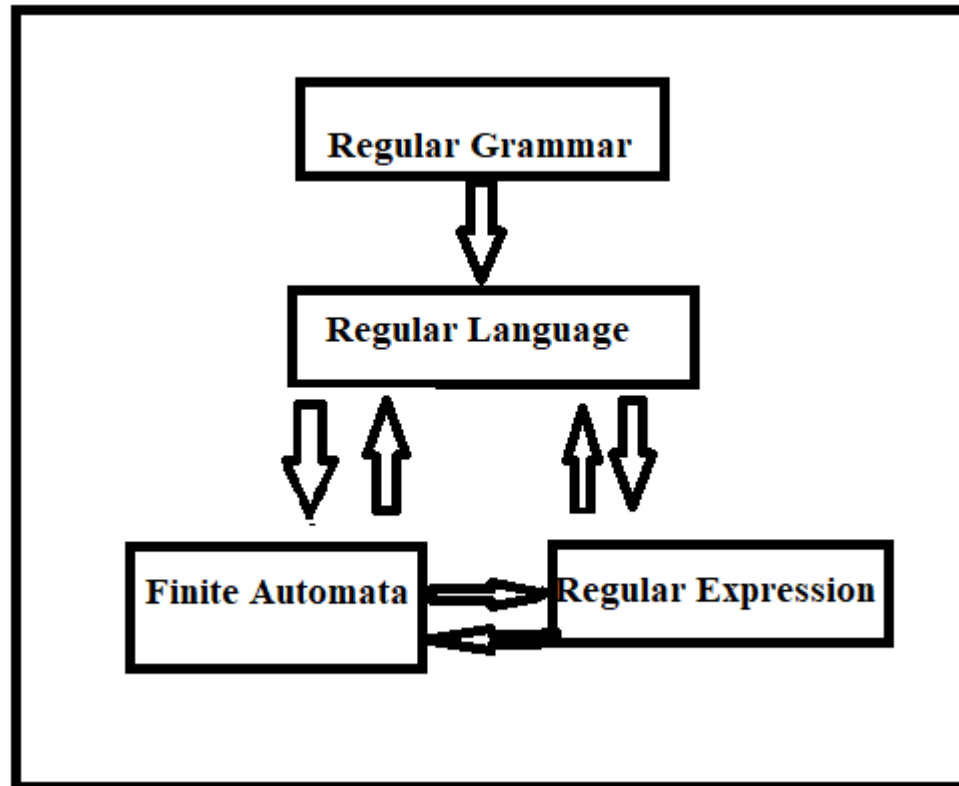 Regular Grammar
Regular Language
Finite Automata
Regular Expression